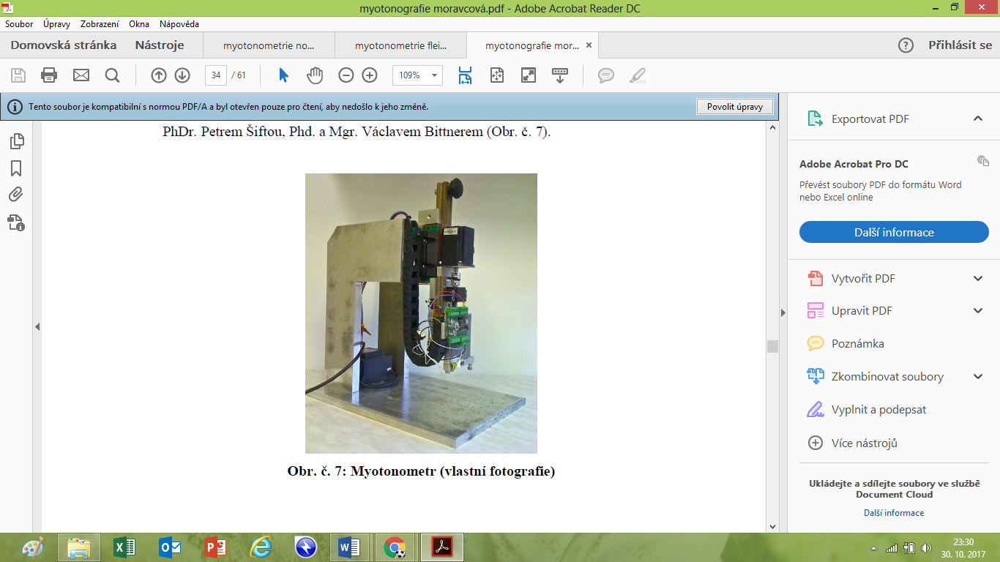 myotonografie moravcová.pdf - Adobe Acrobat Reader DC
Soubor Úpravy Zobrazení Okna Nápověda
Domovská stránka Nástroje myotonometrie no... myotonometrie flei... myotonografie mor... Přihlásit se
34 / 61 109%
Tento soubor je kompatibilní s normou PDF/A a byl otevřen pouze pro čtení, aby nedošlo k jeho změně. Povolit úpravy
PhDr. Petrem Šiftou, Phd. a Mgr. Václavem Bittnerem (Obr. č. 7).
Obr. č. 7: Myotonometr (vlastní fotografie)
Exportovat PDF
Adobe Acrobat Pro DC
Převést soubory PDF do formátu Word
nebo Excel online
Další informace
Vytvořit PDF
Upravit PDF
Poznámka
Zkombinovat soubory
Vyplnit a podepsat
Více nástrojů
Ukládejte a sdílejte soubory ve službě
Document Cloud
Další informace
23:30
30. 10. 2017